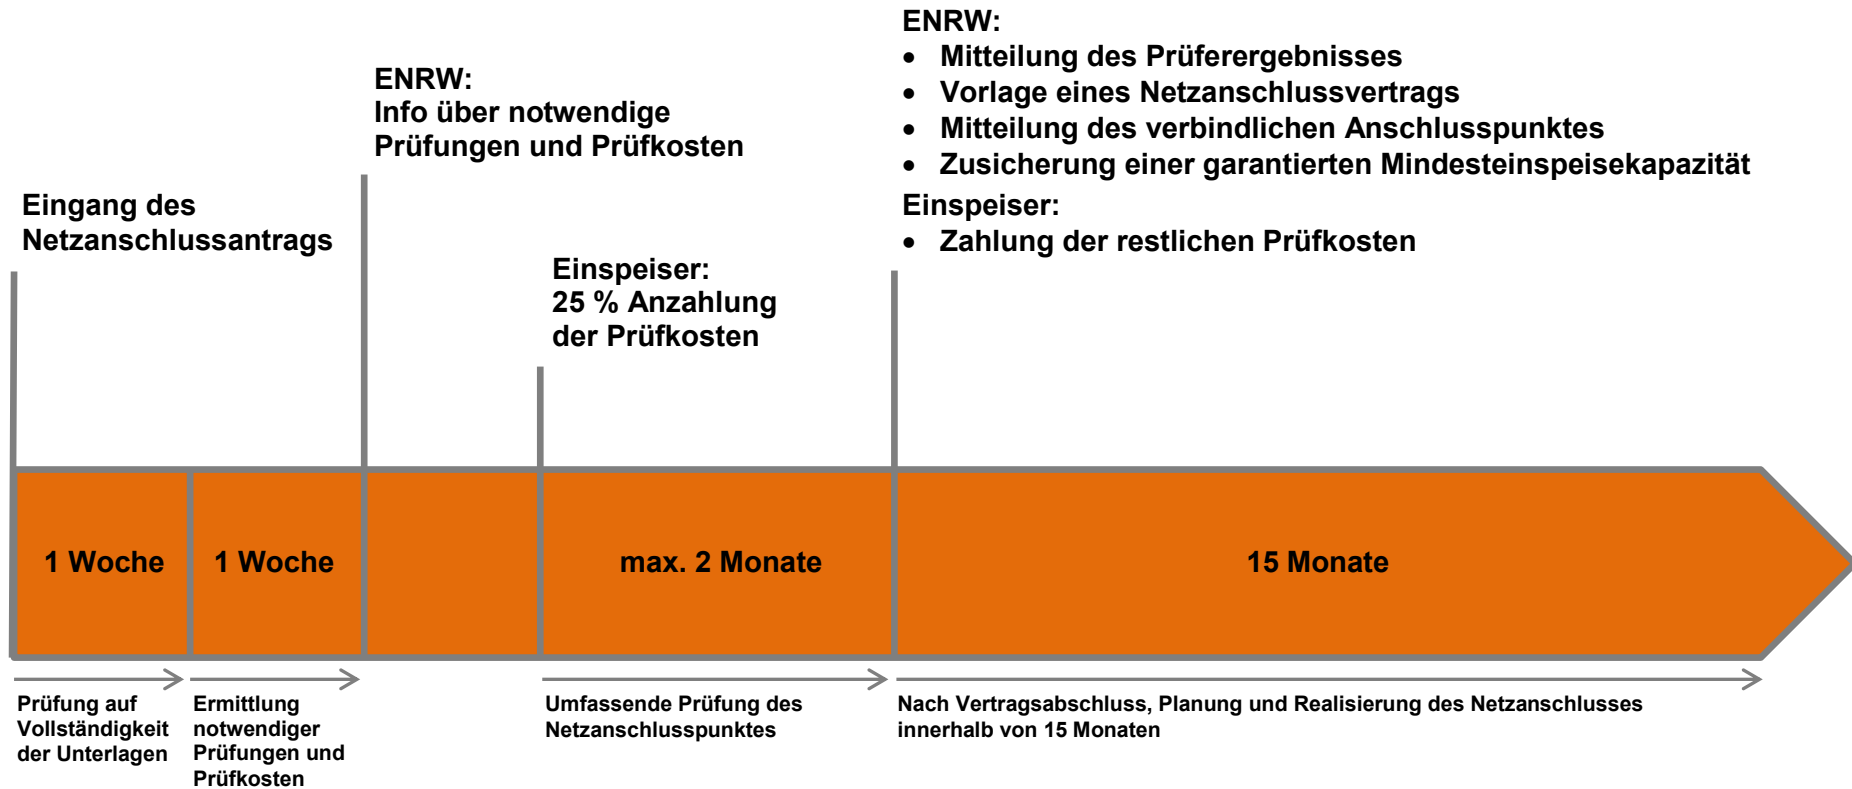 Eingang des
Netzanschlussantrags
ENRW:
Info über notwendige
Prüfungen und Prüfkosten
Einspeiser:
25 % Anzahlung
der Prüfkosten
ENRW:
• Mitteilung des Prüferergebnisses
• Vorlage eines Netzanschlussvertrags
• Mitteilung des verbindlichen Anschlusspunktes
• Zusicherung einer garantierten Mindesteinspeisekapazität
Einspeiser:
• Zahlung der restlichen Prüfkosten
1 Woche
1 Woche
max. 2 Monate
15 Monate
Prüfung auf
Vollständigkeit
der Unterlagen
Ermittlung
notwendiger
Prüfungen und
Prüfkosten
Umfassende Prüfung des
Netzanschlusspunktes
Nach Vertragsabschluss, Planung und Realisierung des Netzanschlusses
innerhalb von 15 Monaten